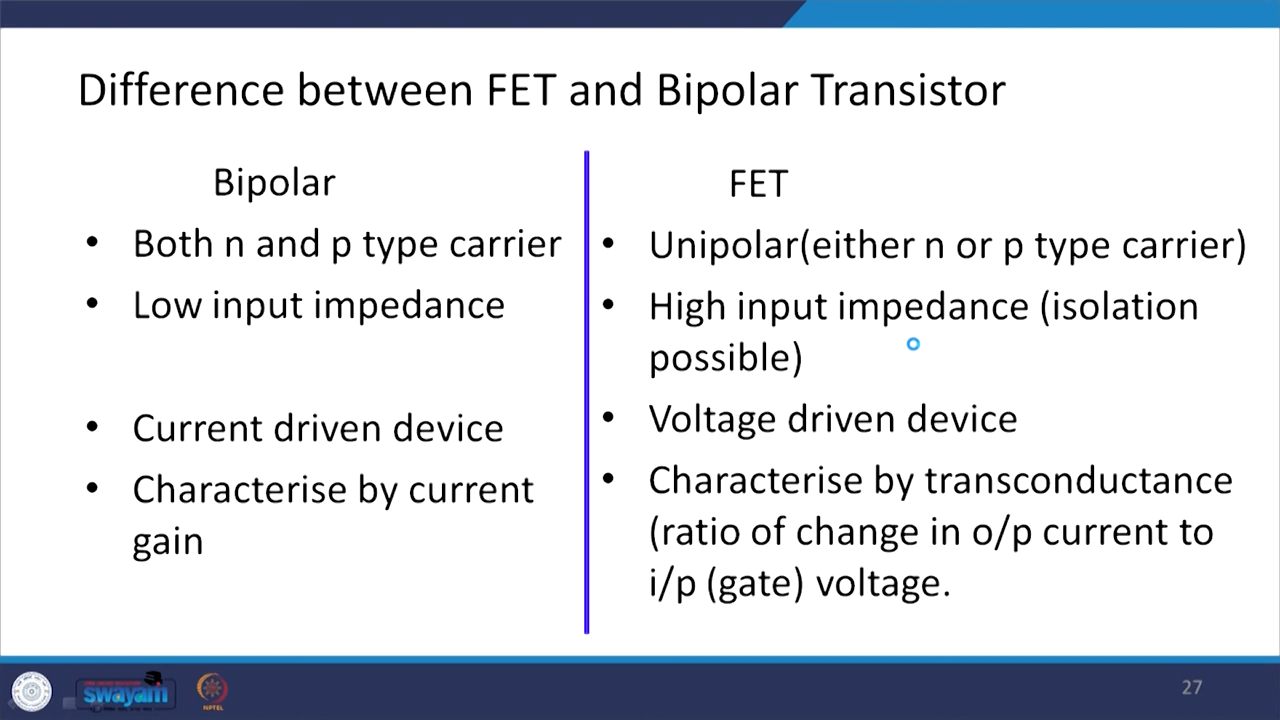 Difference between FET and Bipolar Transistor
Bipolar
• Both n and p type carrier
• Low input impedance
• Current driven device
• Characterise by current
gain
FET
• Unipolar(either n or p type carrier)
• High input impedance (isolation
possible)
• Voltage driven device
• Characterise by transconductance
(ratio of change in o/p current to
i/p (gate) voltage.
swayam
NPTEL
27